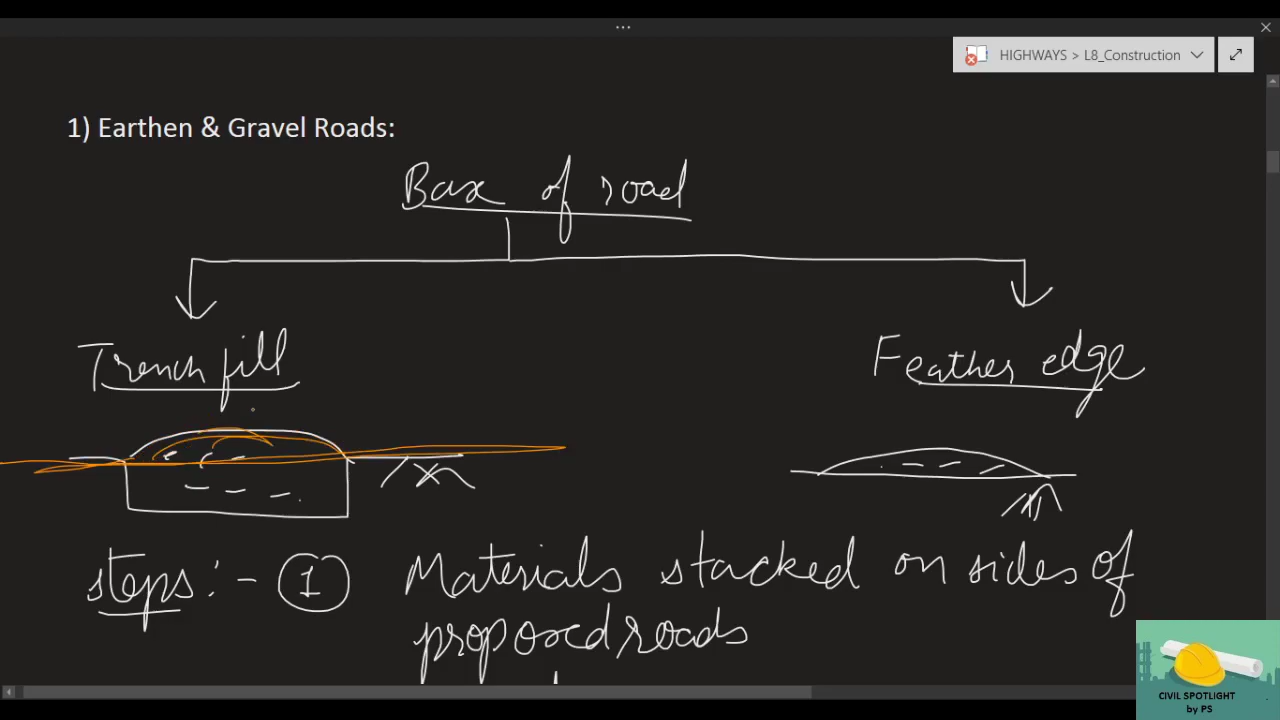 HIGHWAYS > L8_Construction
1) Earthen & Gravel Roads:
Base of road
Trench fill
Feather edge
steps:- ① Materials stacked on sides of
proposed roads
CIVIL SPOTLIGHT
by PS